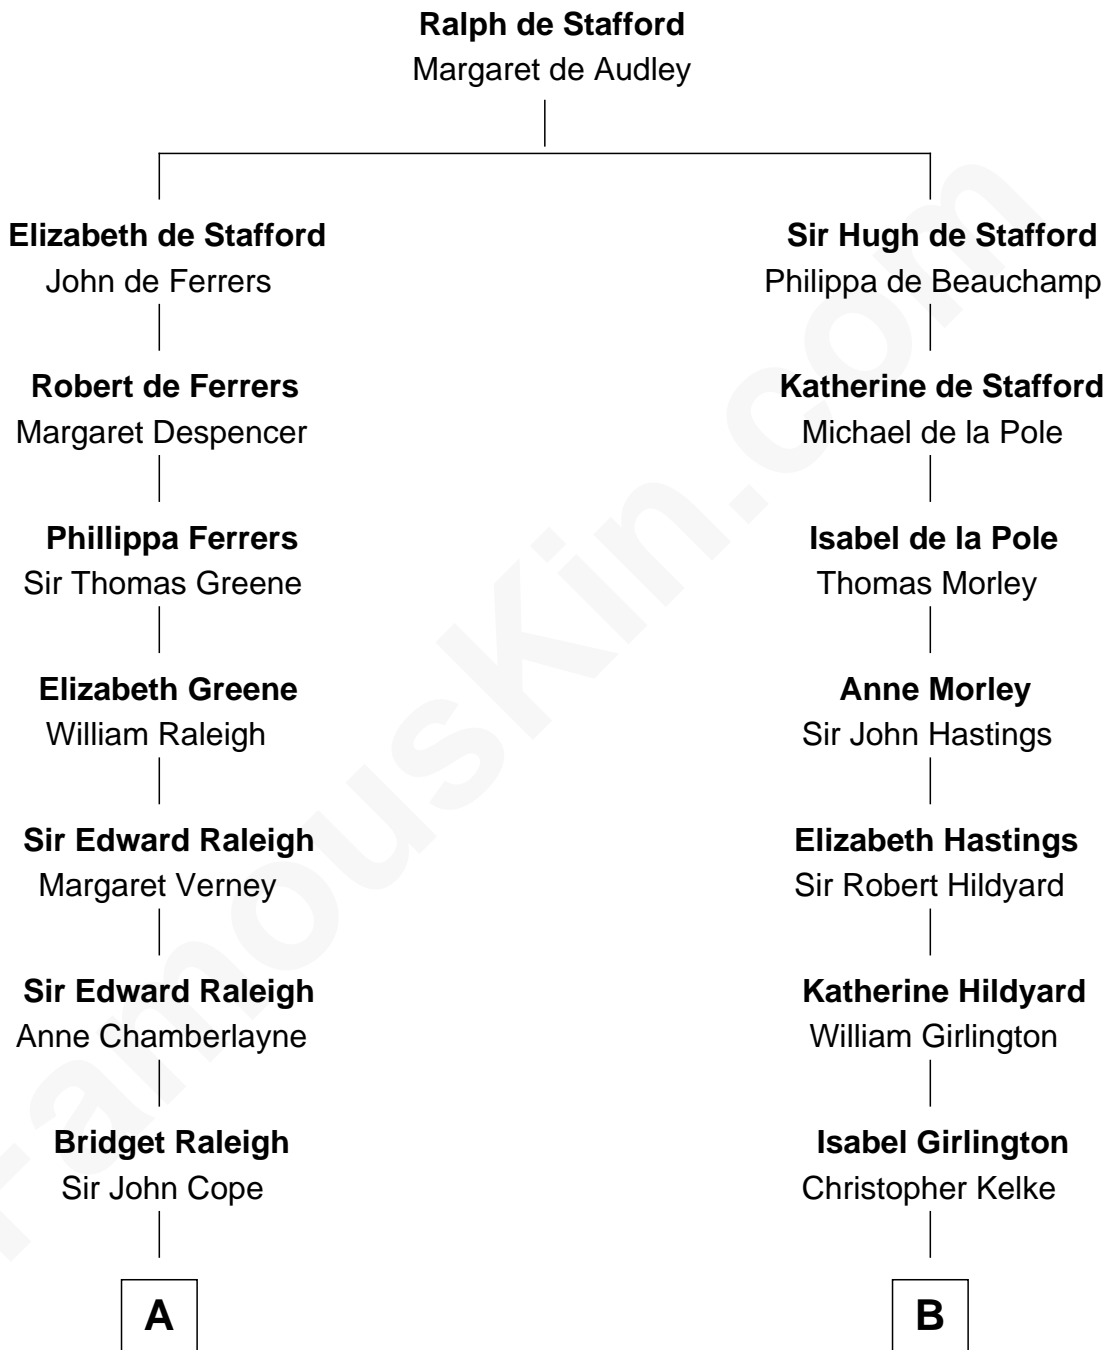 Ralph de Stafford
Margaret de Audley
Elizabeth de Stafford
John de Ferrers
Robert de Ferrers
Margaret Despencer
Phillippa Ferrers
Sir Thomas Greene
Elizabeth Greene
William Raleigh
Sir Edward Raleigh
Margaret Verney
Sir Edward Raleigh
Anne Chamberlayne
Bridget Raleigh
Sir John Cope
A
Sir Hugh de Stafford
Philippa de Beauchamp
Katherine de Stafford
Michael de la Pole
Isabel de la Pole
Thomas Morley
Anne Morley
Sir John Hastings
Elizabeth Hastings
Sir Robert Hildyard
Katherine Hildyard
William Girlington
Isabel Girlington
Christopher Kelke
B
FamousKin.com